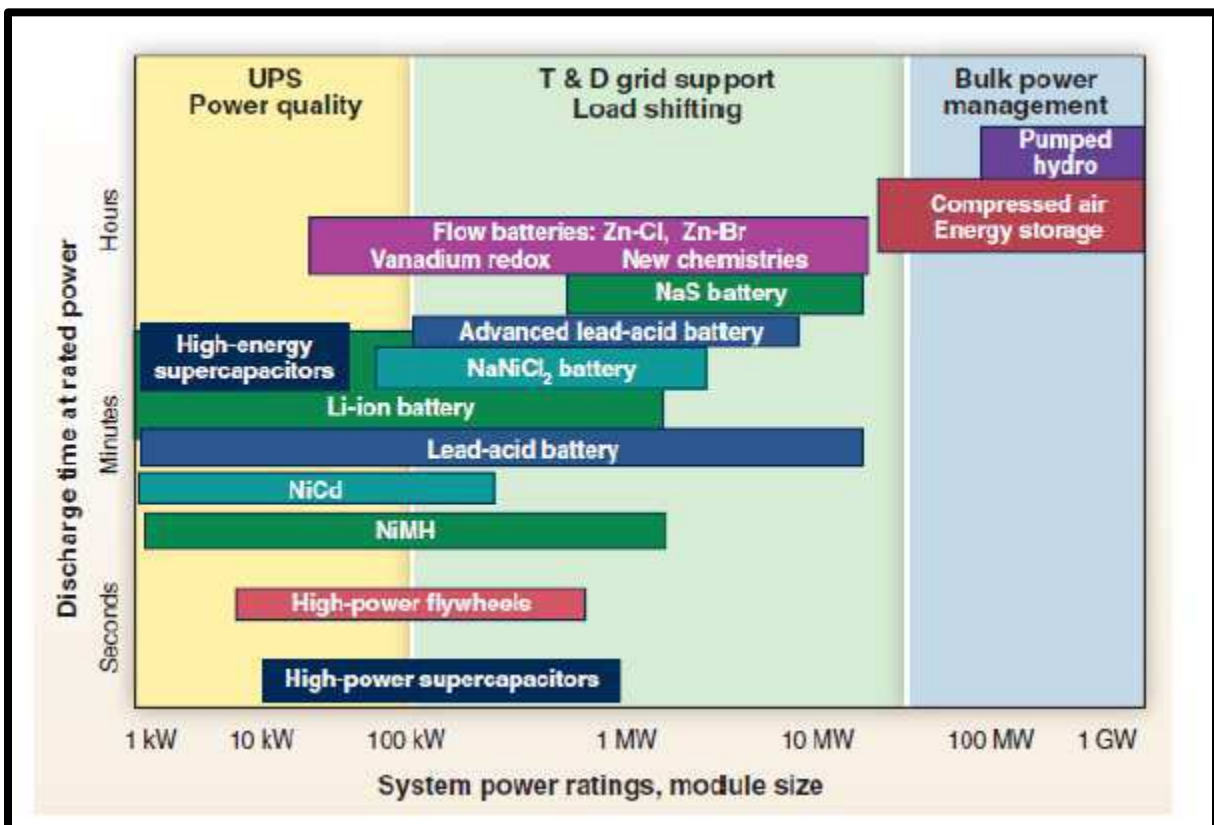 UPS
Power quality
T & D grid support
Load shifting
Bulk power
management
Pumped
hydro
Compressed air
Energy storage
Flow batteries: Zn-Cl, Zn-Br
Vanadium redox New chemistries
NaS battery
Advanced lead-acid battery
High-energy
supercapacitors
NaNiCl₂ battery
Li-ion battery
Lead-acid battery
NiCd
NiMH
High-power flywheels
High-power supercapacitors
Discharge time at rated power
Hours
Minutes
Seconds
1 kW 10 kW 100 kW 1 MW 10 MW 100 MW 1 GW
System power ratings, module size